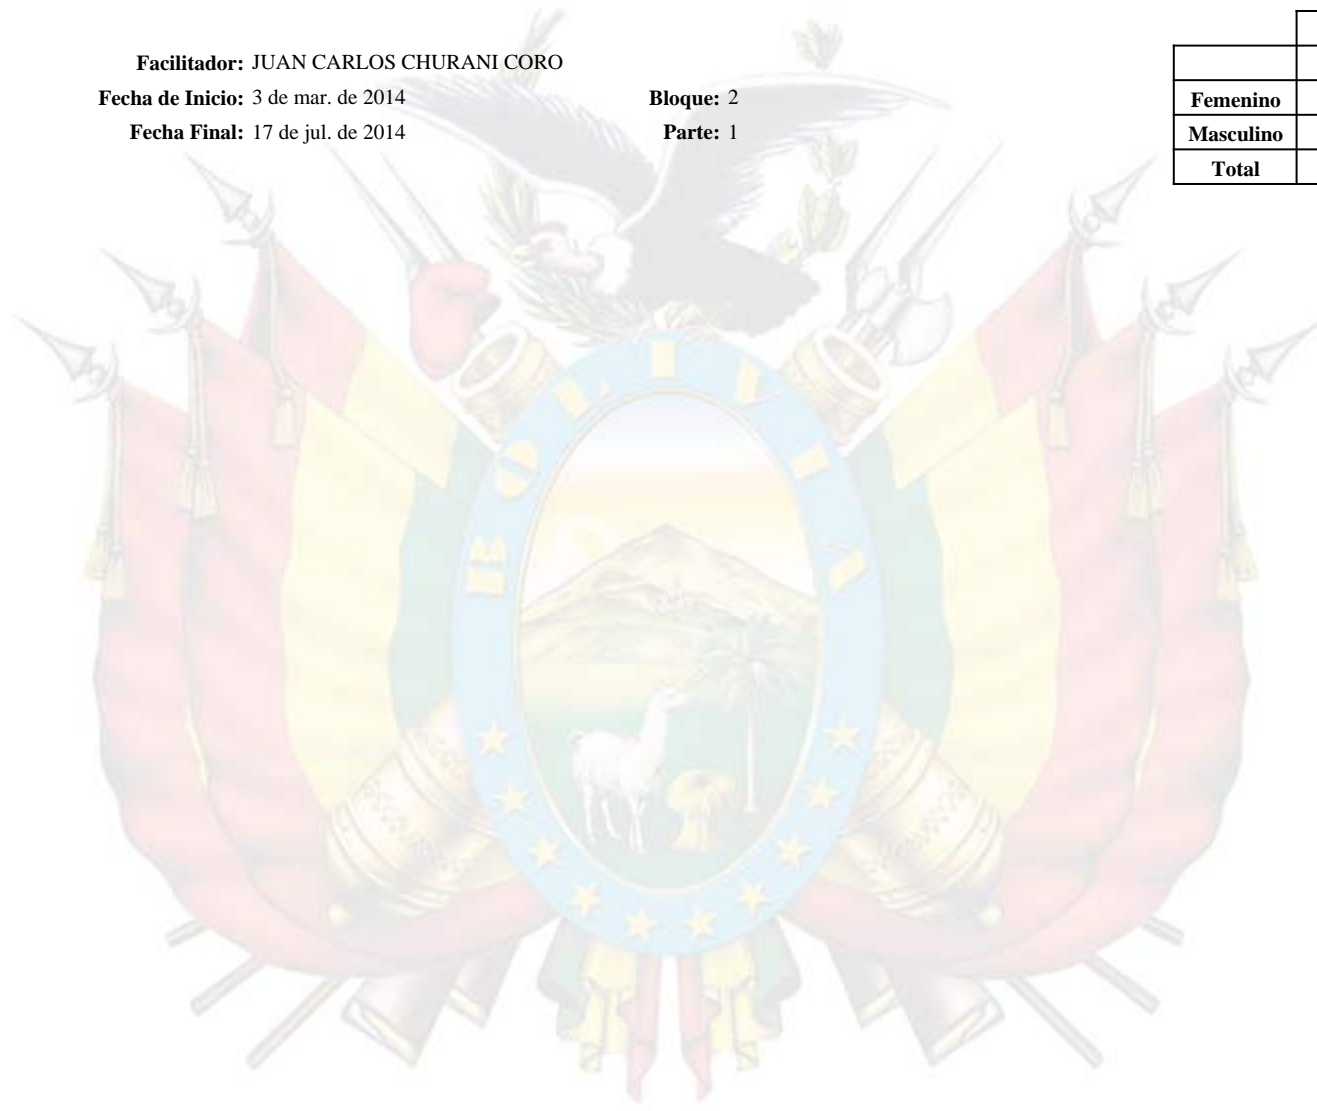 Facilitador: JUAN CARLOS CHURANI CORO
Fecha de Inicio: 3 de mar. de 2014 Bloque: 2
Fecha Final: 17 de jul. de 2014 Parte: 1
Femenino
Masculino
Total
BOLIVIA